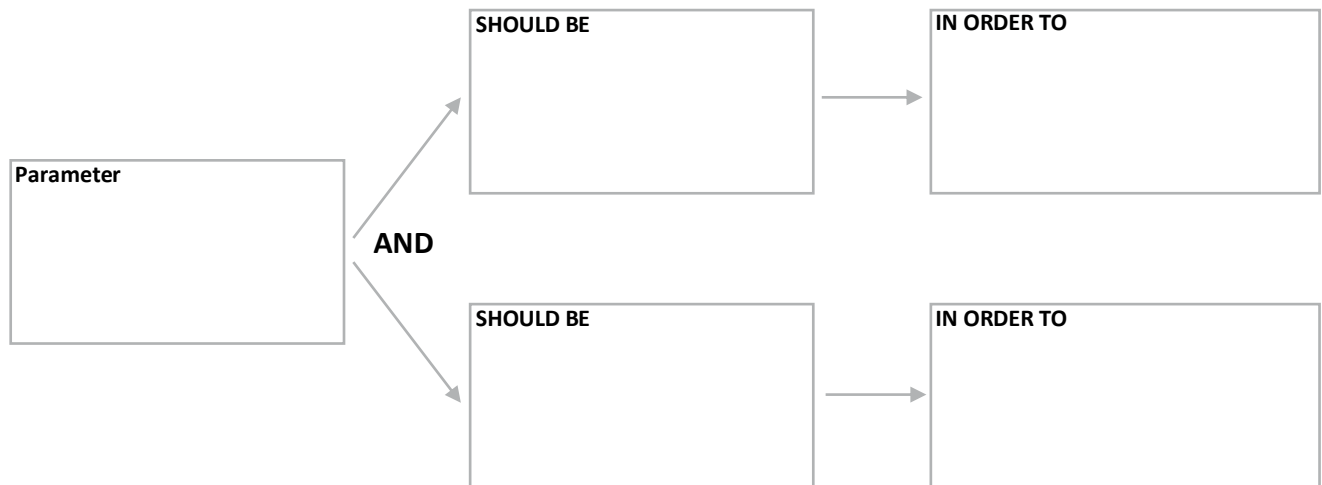 SHOULD BE
IN ORDER TO
Parameter
AND
SHOULD BE
IN ORDER TO